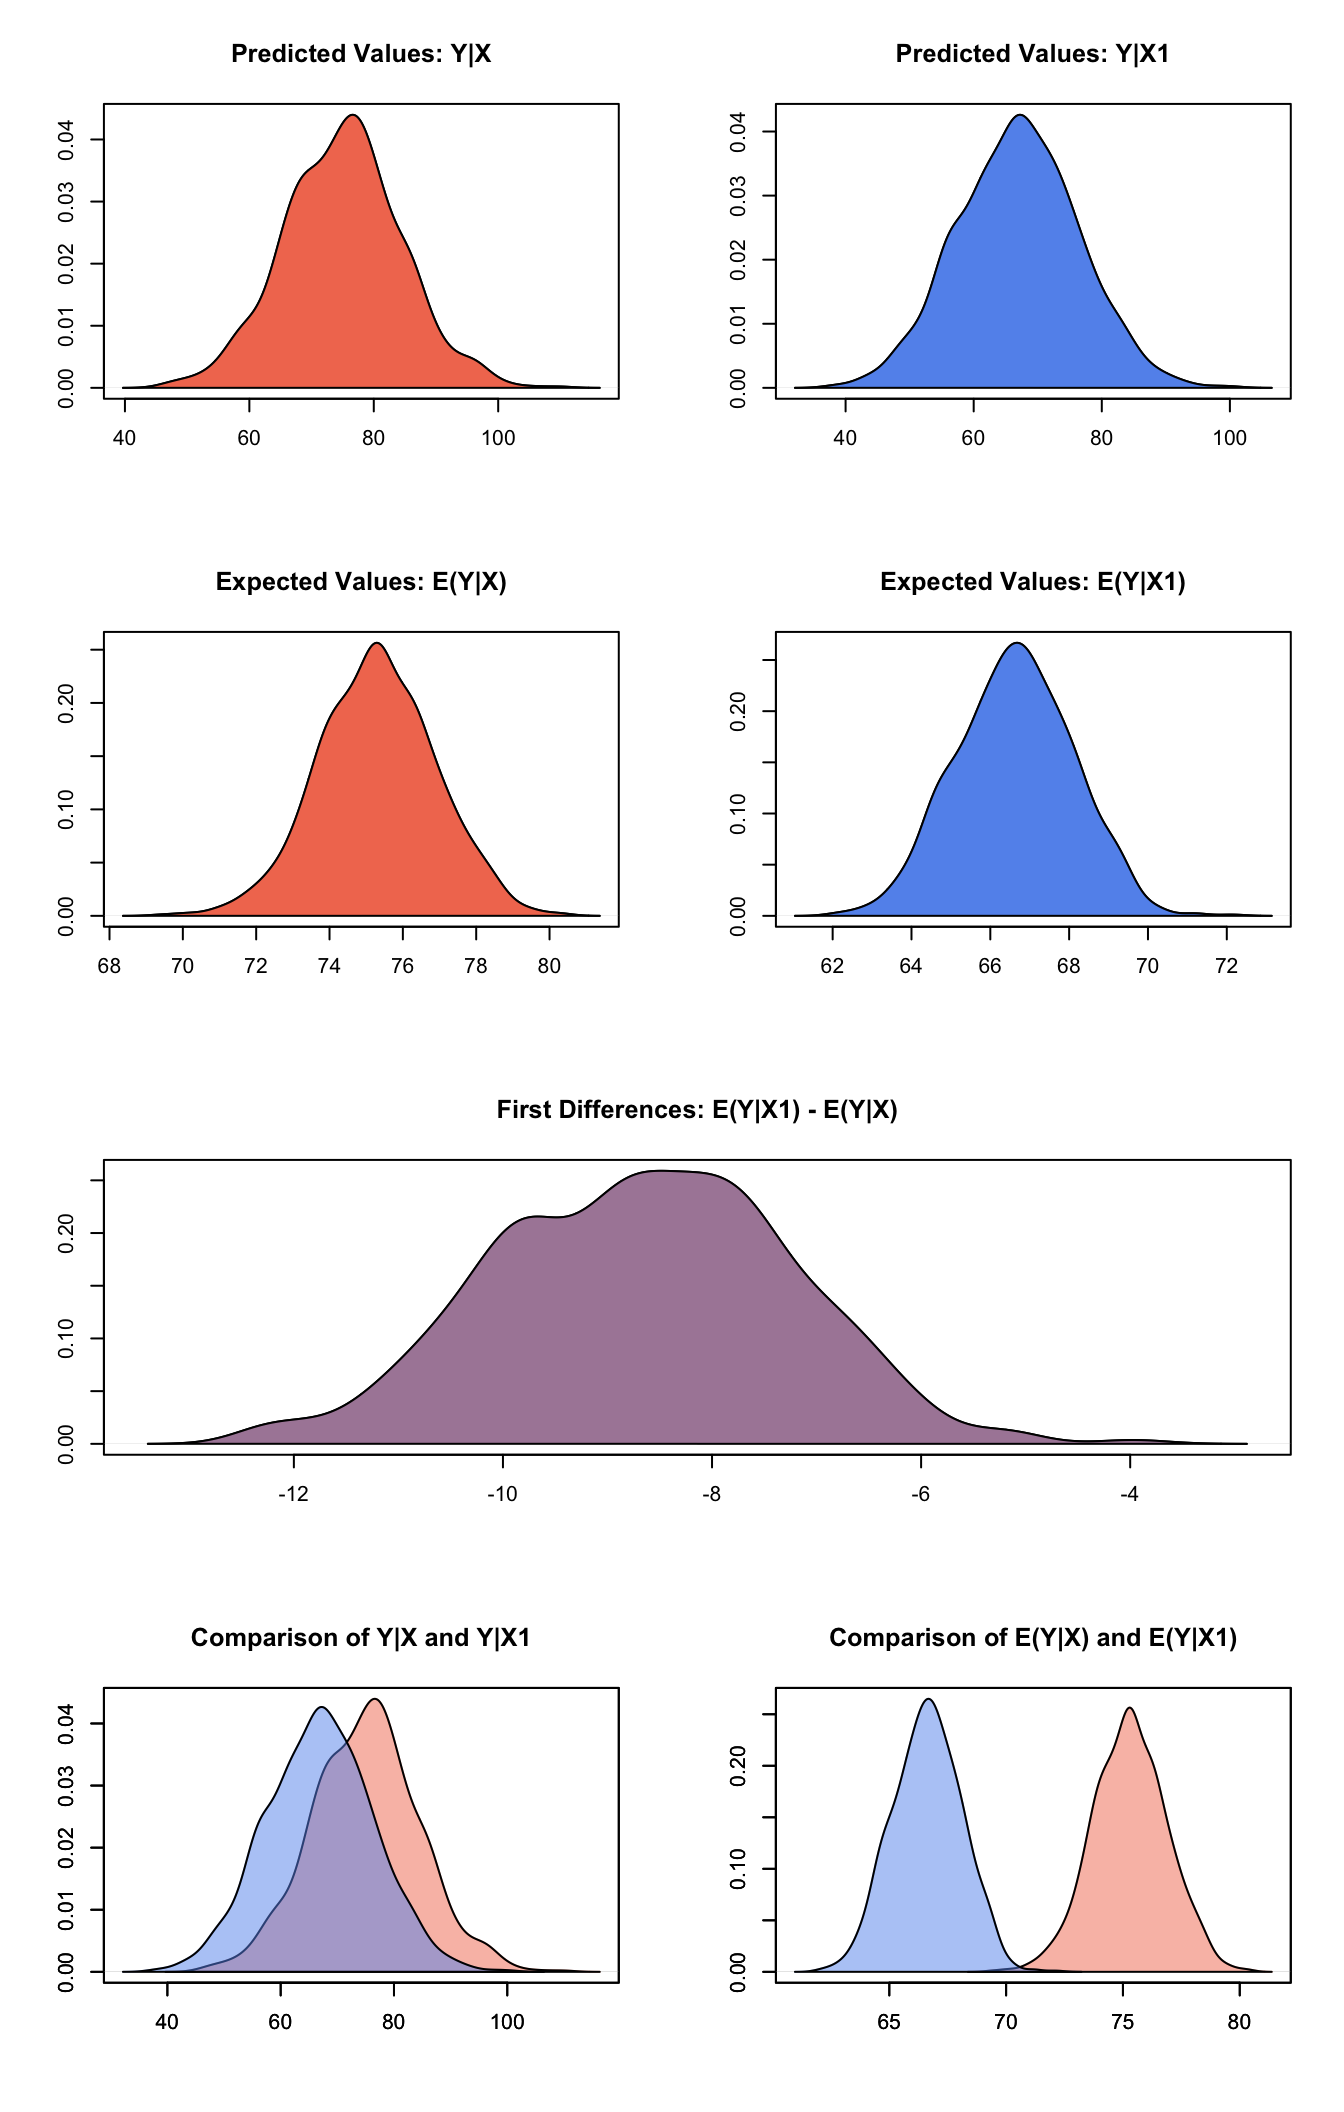 Predicted Values: Y|X
0.00 0.01 0.02 0.03 0.04
40 60 80 100
Predicted Values: Y|X1
0.00 0.01 0.02 0.03 0.04
40 60 80 100
Expected Values: E(Y|X)
0.00 0.10 0.20
68 70 72 74 76 78 80
Expected Values: E(Y|X1)
0.00 0.10 0.20
62 64 66 68 70 72
First Differences: E(Y|X1) - E(Y|X)
0.00 0.10 0.20
-12 -10 -8 -6 -4
Comparison of Y|X and Y|X1
0.00 0.01 0.02 0.03 0.04
40 60 80 100
Comparison of E(Y|X) and E(Y|X1)
0.00 0.10 0.20
65 70 75 80